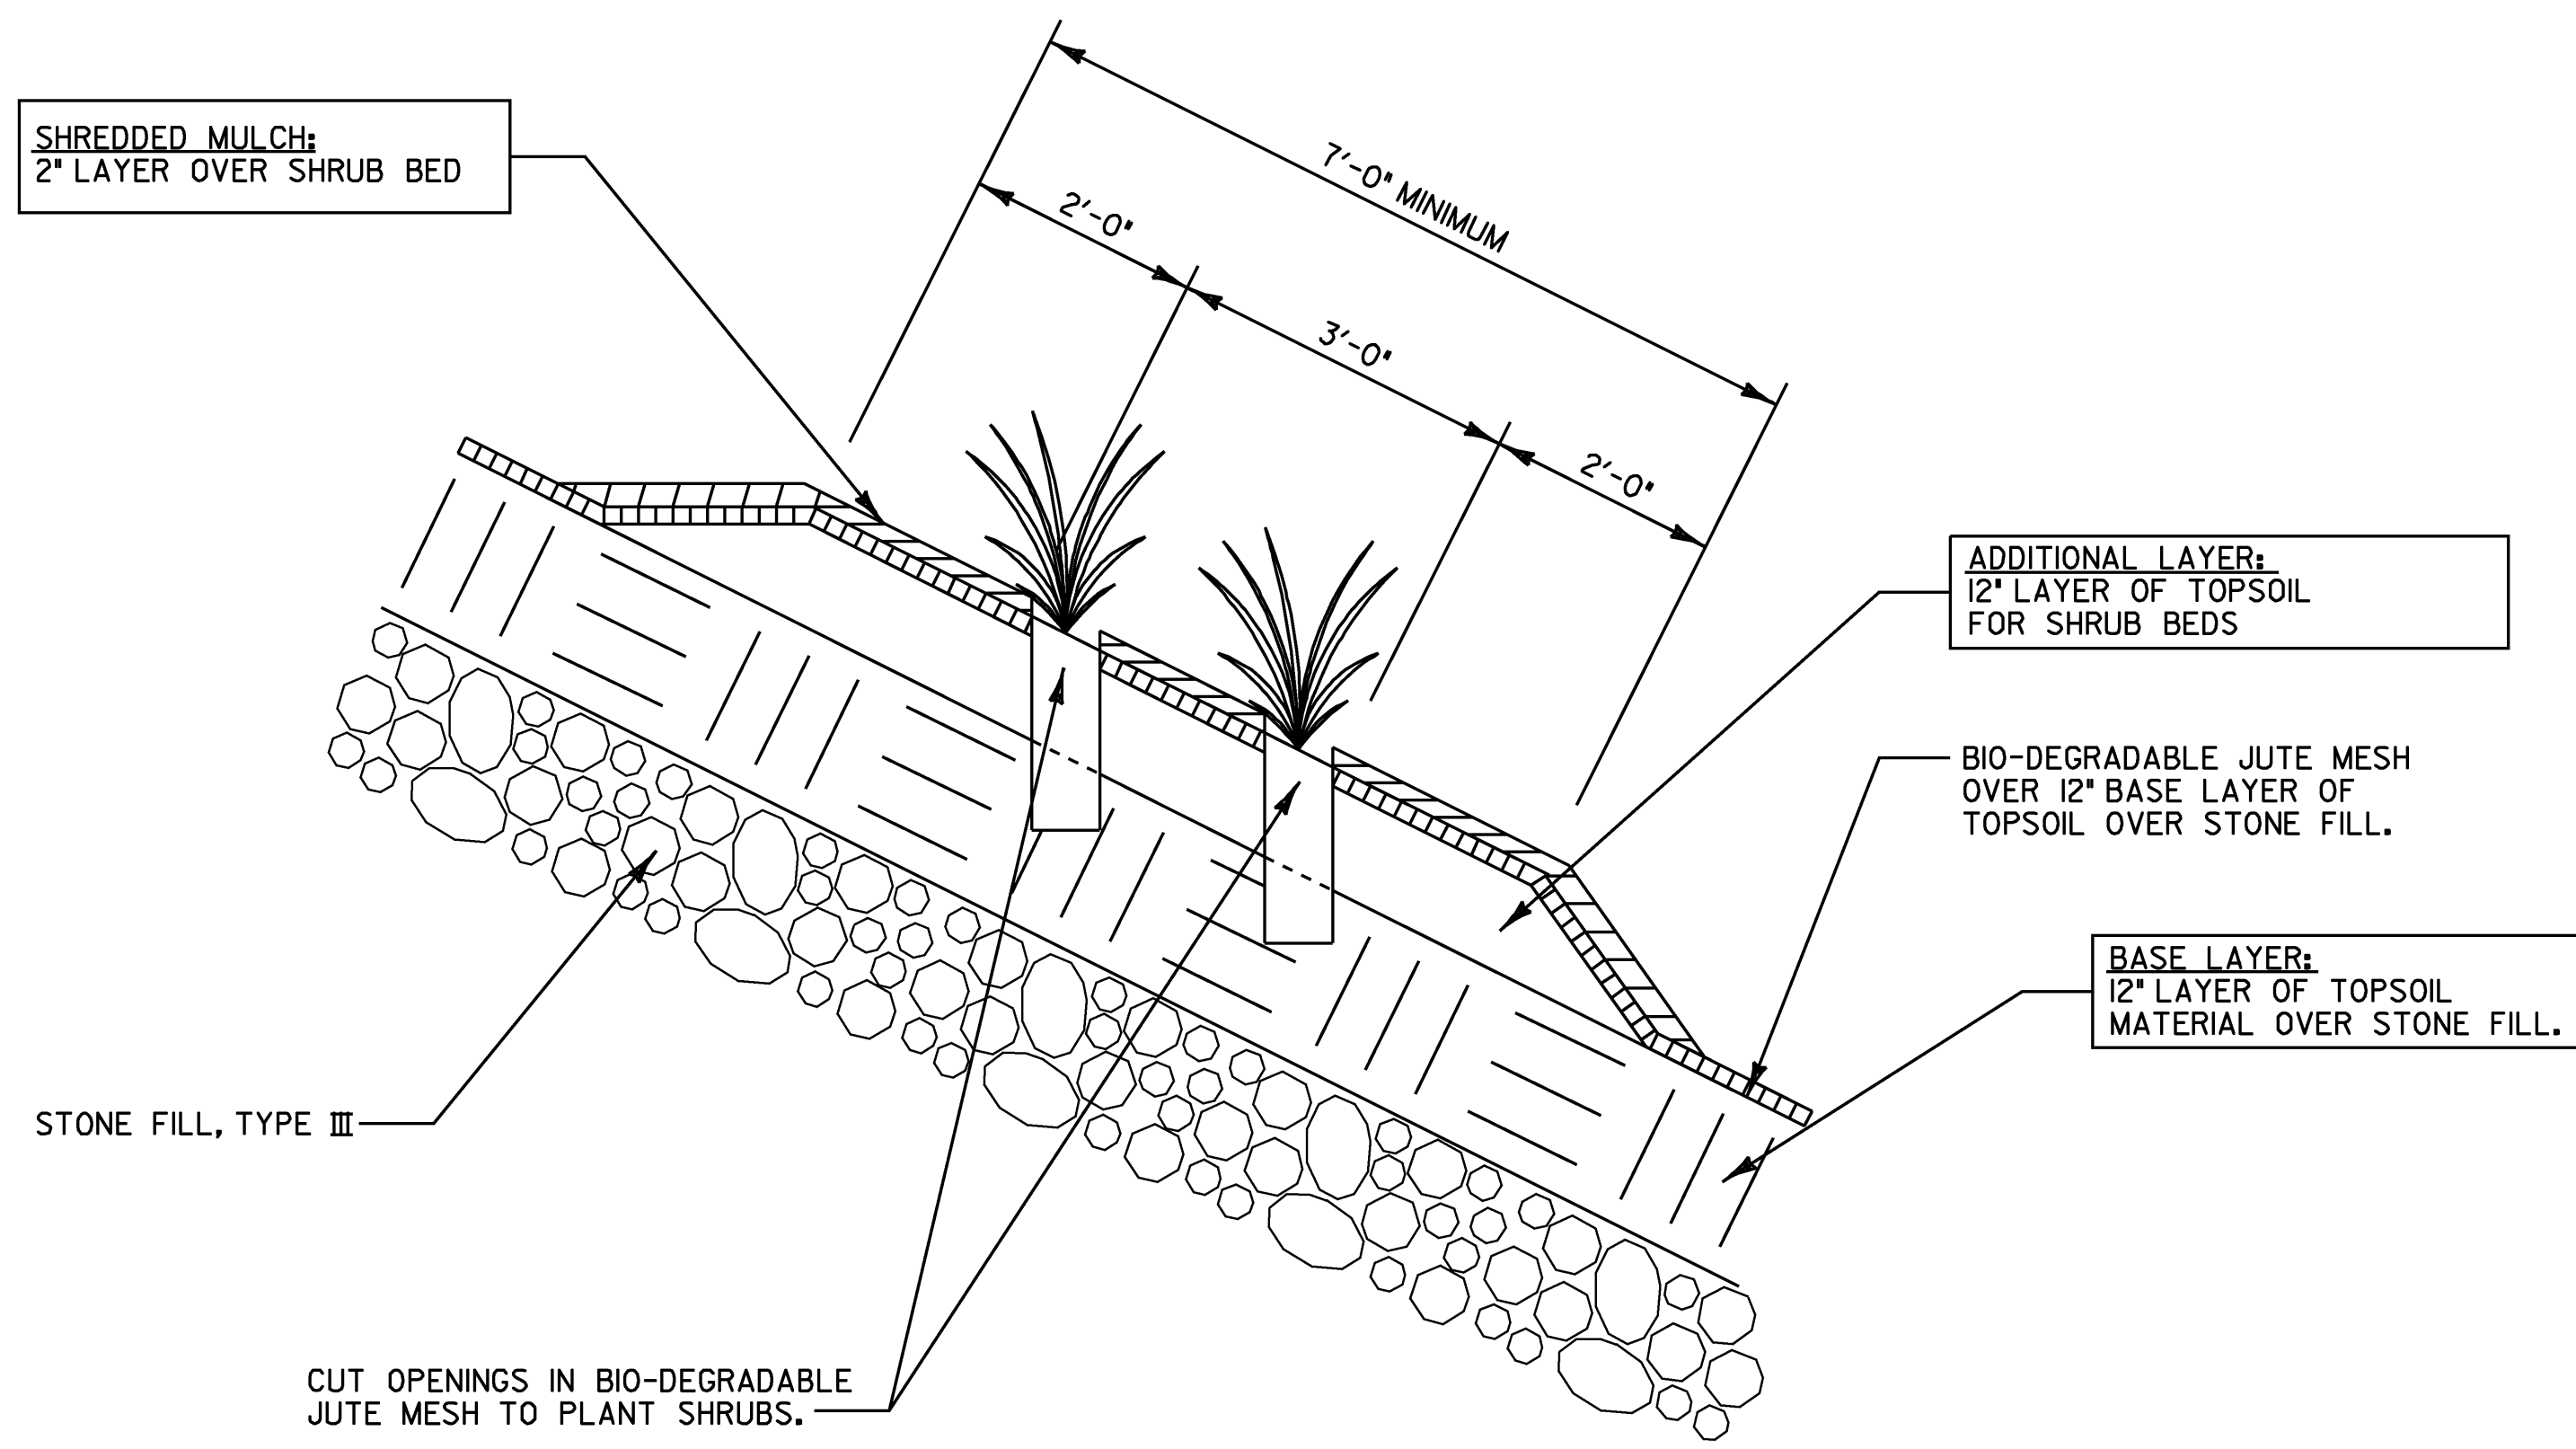 7'-0" MINIMUM
SHREDDED MULCH:
2" LAYER OVER SHRUB BED
2'-0"
3'-0"
2'-0"
ADDITIONAL LAYER:
12" LAYER OF TOPSOIL
FOR SHRUB BEDS
BIO-DEGRADABLE JUTE MESH
OVER 12" BASE LAYER OF
TOPSOIL OVER STONE FILL.
BASE LAYER:
12" LAYER OF TOPSOIL
MATERIAL OVER STONE FILL.
STONE FILL, TYPE III
CUT OPENINGS IN BIO-DEGRADABLE
JUTE MESH TO PLANT SHRUBS.